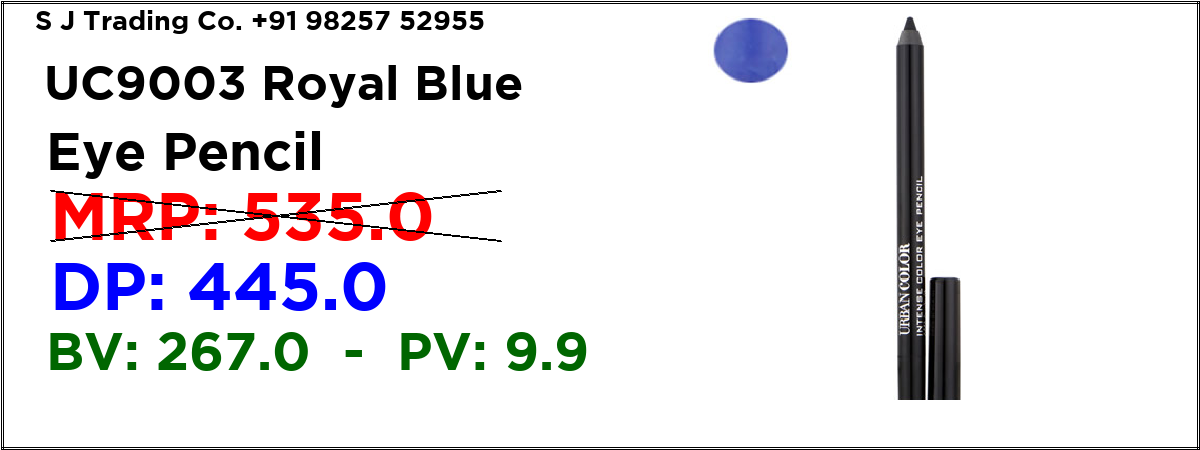 S J Trading Co. +91 98257 52955
UC9003 Royal Blue
Eye Pencil
MRP: 535.0
DP: 445.0
BV: 267.0 - PV: 9.9
URBAN COLOR
INTENSE COLOR EYE PENCIL